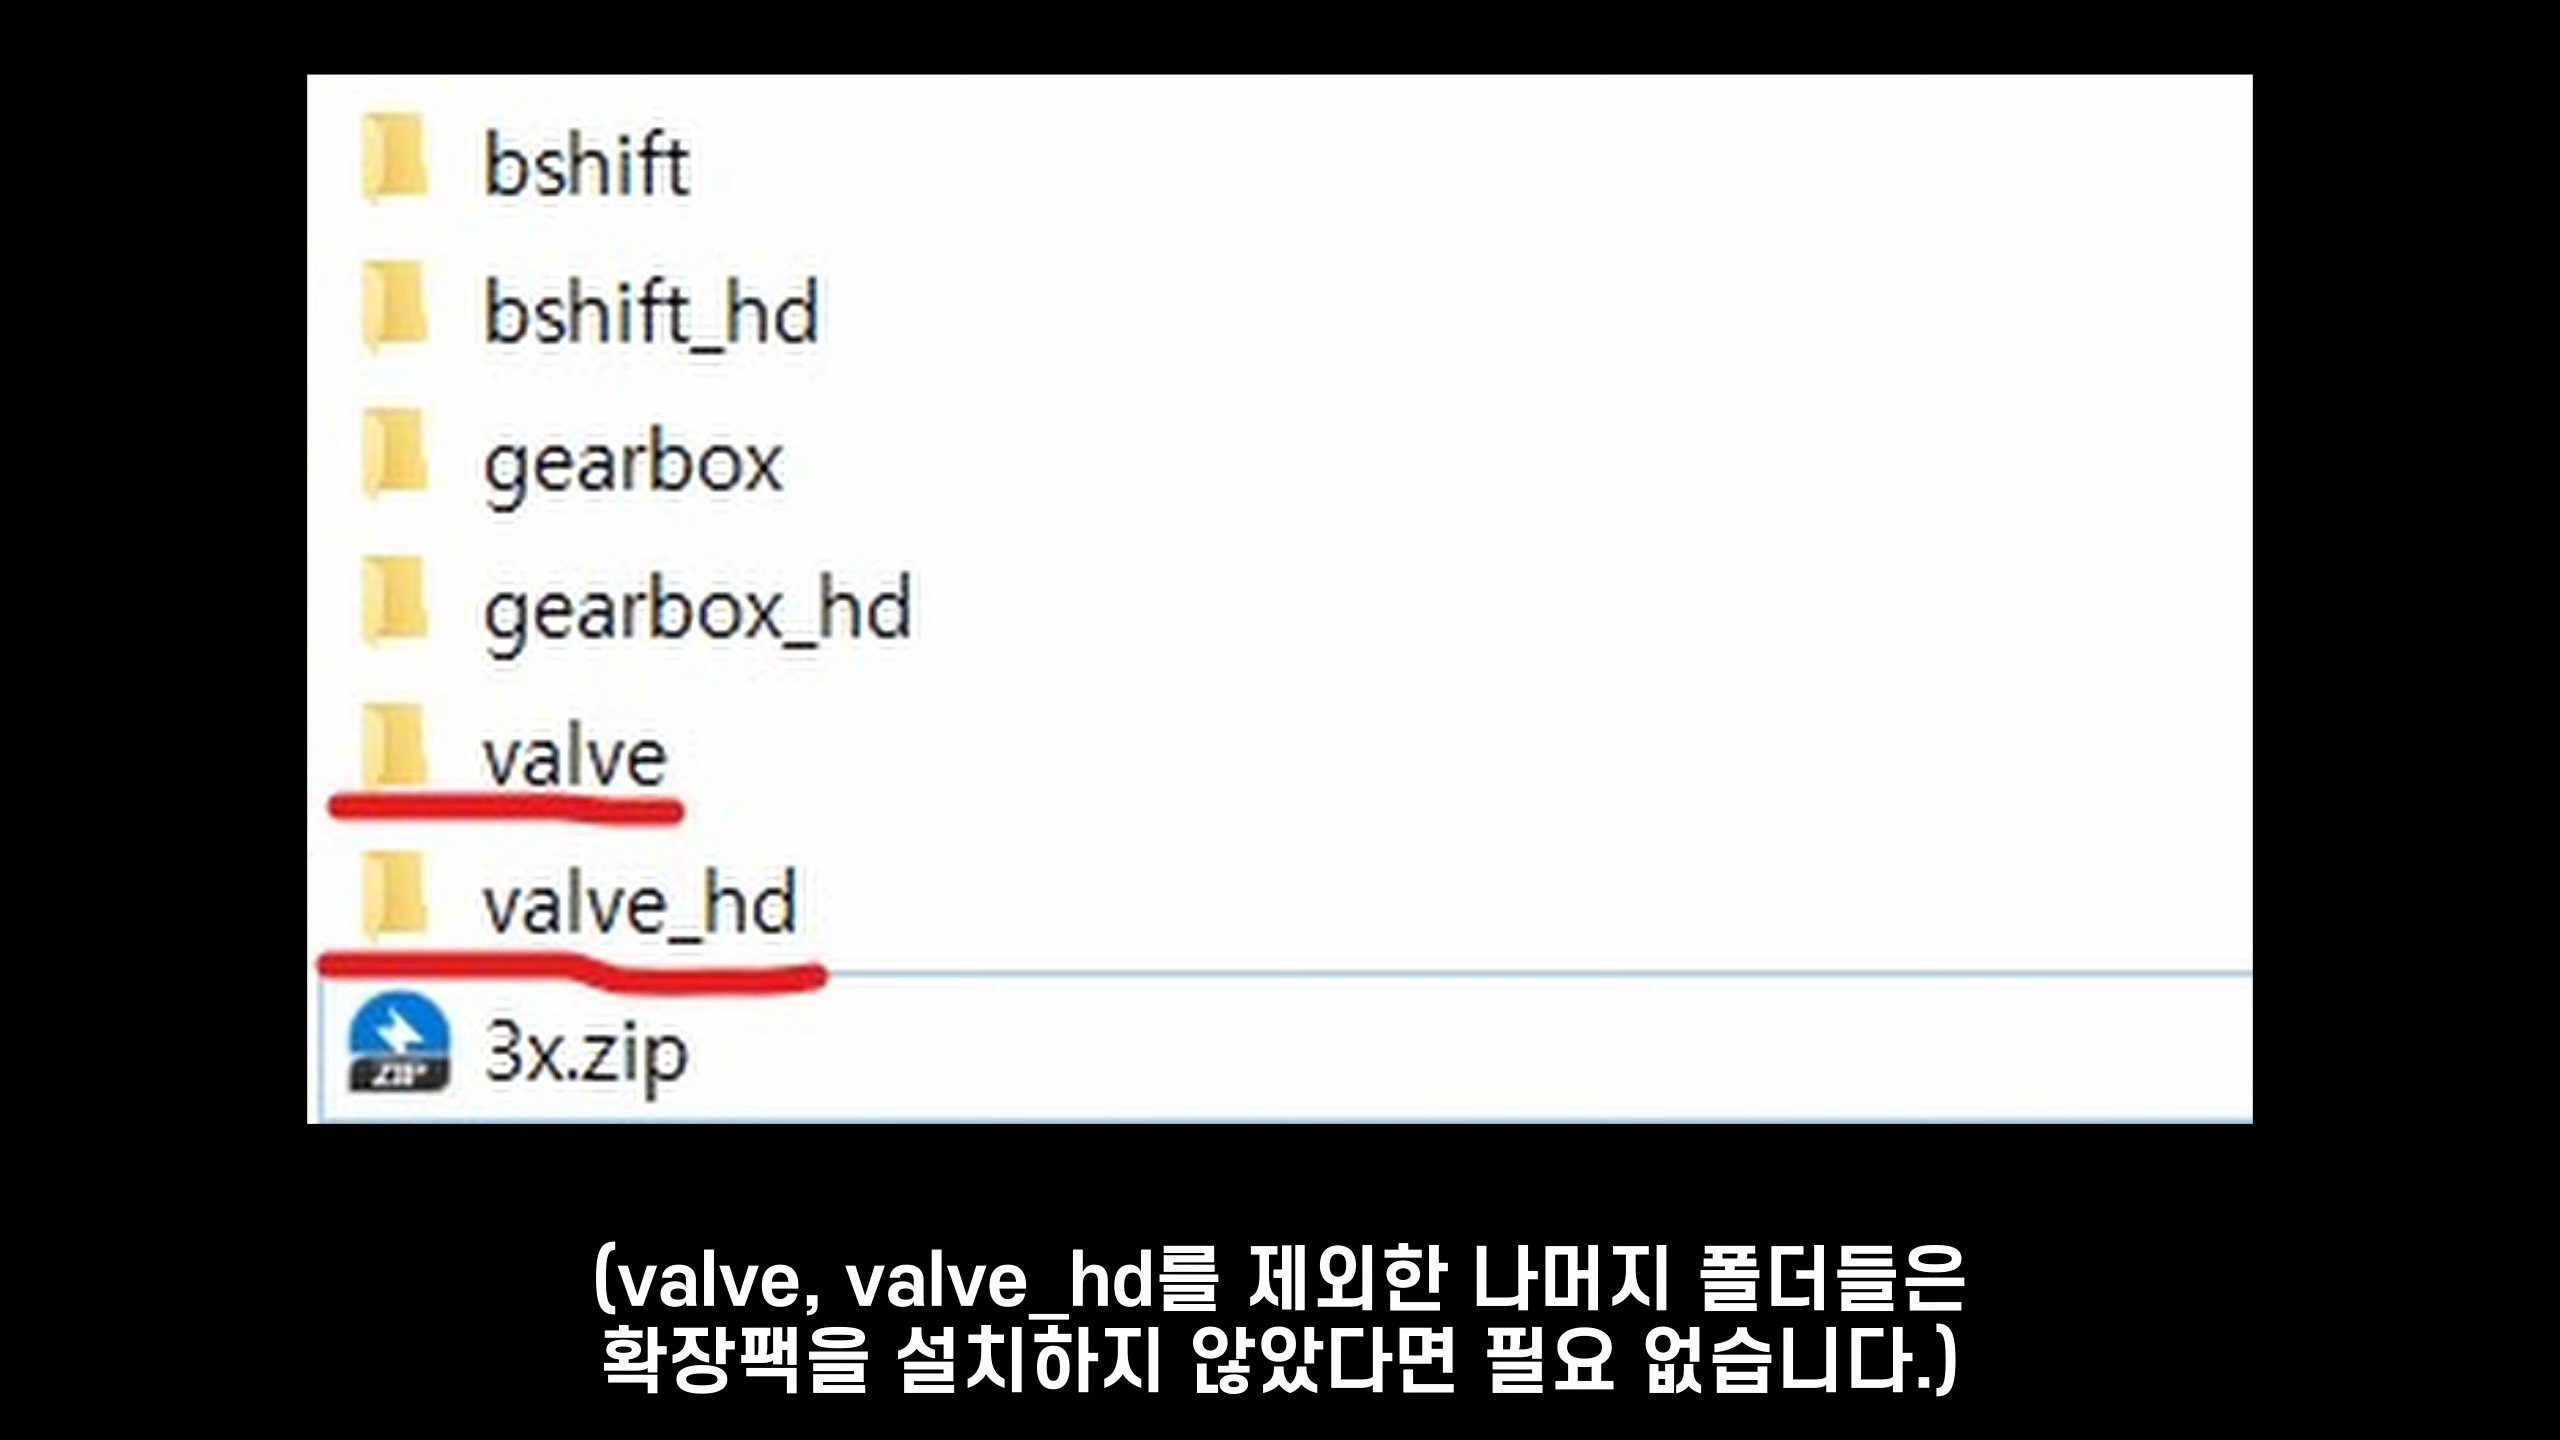 bshift
bshift_hd
gearbox
gearbox_hd
valve
valve_hd
ZIP
3x.zip
(valve, valve_hd를 제외한 나머지 폴더들은
확장팩을 설치하지 않았다면 필요 없습니다.)